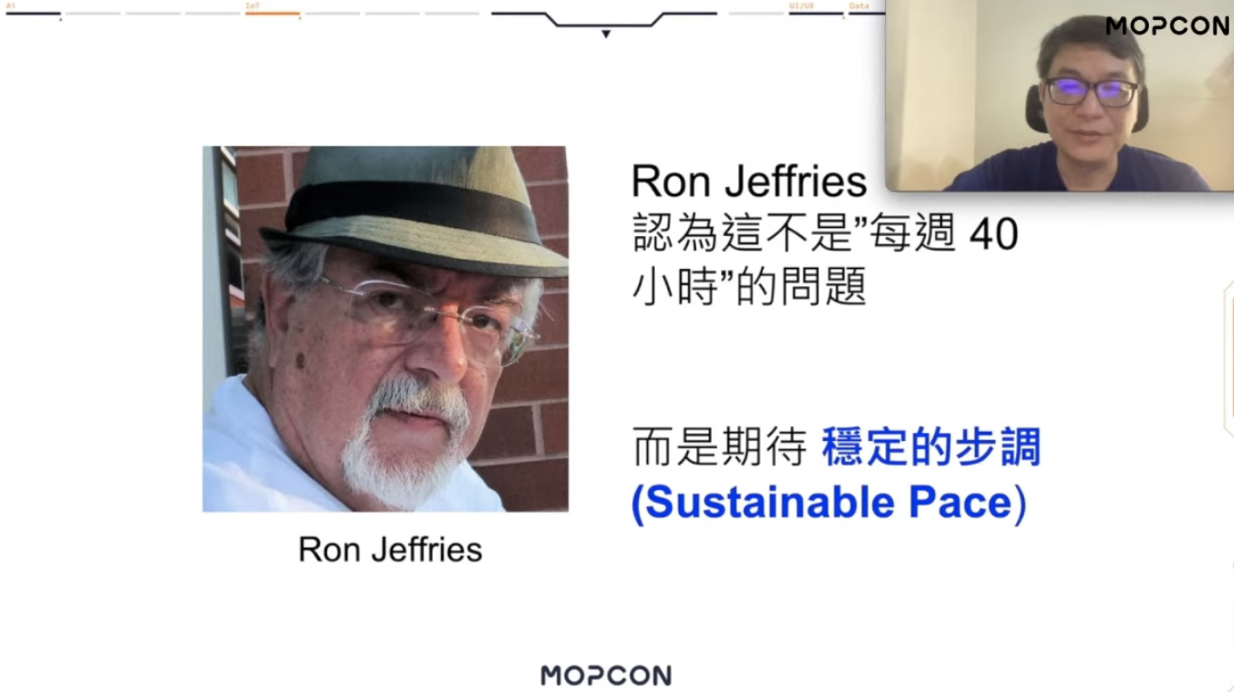 AI
IoT
UI/UX
Data
MOPCON
Ron Jeffries
認為這不是”每週 40
小時”的問題
而是期待 穩定的步調
(Sustainable Pace)
Ron Jeffries
MOPCON